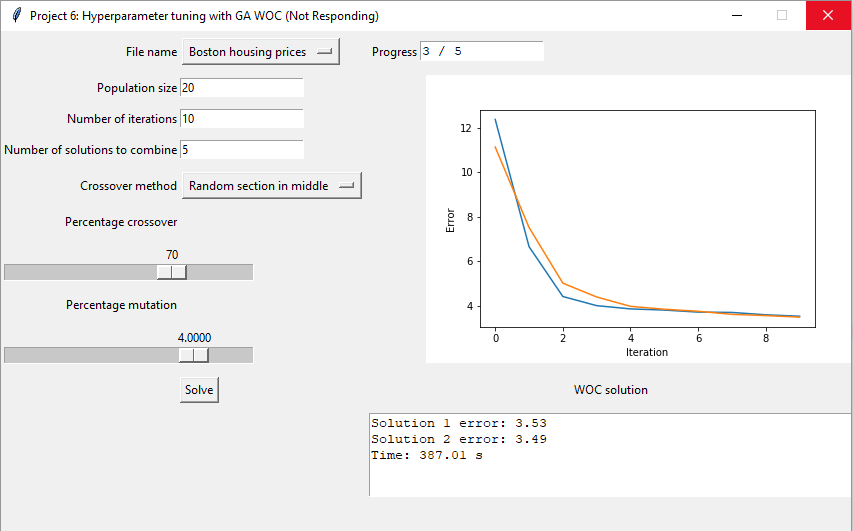 Project 6: Hyperparameter tuning with GA WOC (Not Responding)
File name Boston housing prices
Progress 3 / 5
Population size 20
Number of iterations 10
Number of solutions to combine 5
Crossover method Random section in middle
Percentage crossover
70
Percentage mutation
4.0000
Solve
12
10
8
6
4
Error
0 2 4 6 8
Iteration
WOC solution
Solution 1 error: 3.53
Solution 2 error: 3.49
Time: 387.01 s